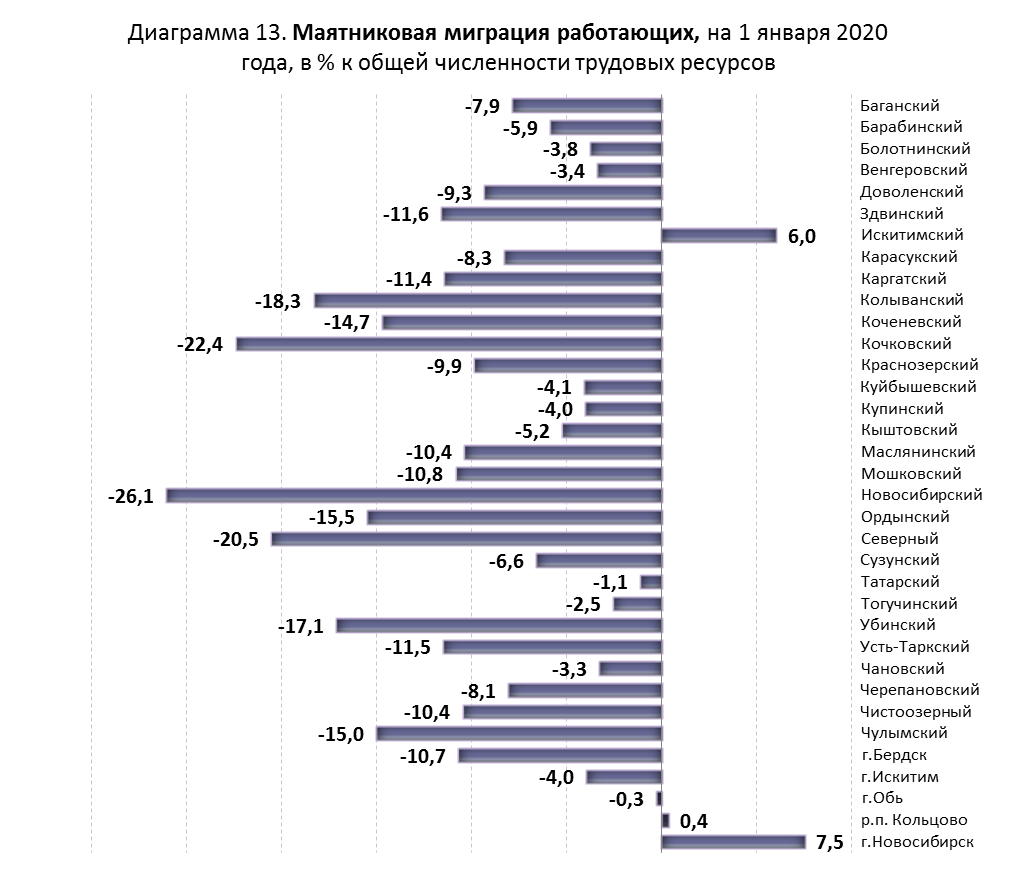 Диаграмма 13. Маятниковая миграция работающих, на 1 января 2020
года, в % к общей численности трудовых ресурсов
-7,9 Баганский
-5,9 Барабинский
-3,8 Болотнинский
-3,4 Венгеровский
-9,3 Доволенский
-11,6 Здвинский
6,0 Искитимский
-8,3 Карасукский
-11,4 Каргатский
-18,3 Колыванский
-14,7 Коченевский
-22,4 Кочковский
-9,9 Краснозерский
-4,1 Куйбышевский
-4,0 Купинский
-5,2 Кыштовский
-10,4 Маслянинский
-10,8 Мошковский
-26,1 Новосибирский
-15,5 Ордынский
-20,5 Северный
-6,6 Сузунский
-1,1 Татарский
-2,5 Тогучинский
-17,1 Убинский
-11,5 Усть-Таркский
-3,3 Чановский
-8,1 Черепановский
-10,4 Чистоозерный
-15,0 Чулымский
-10,7 г.Бердск
-4,0 г.Искитим
-0,3 г.Обь
0,4 р.п. Кольцово
7,5 г.Новосибирск